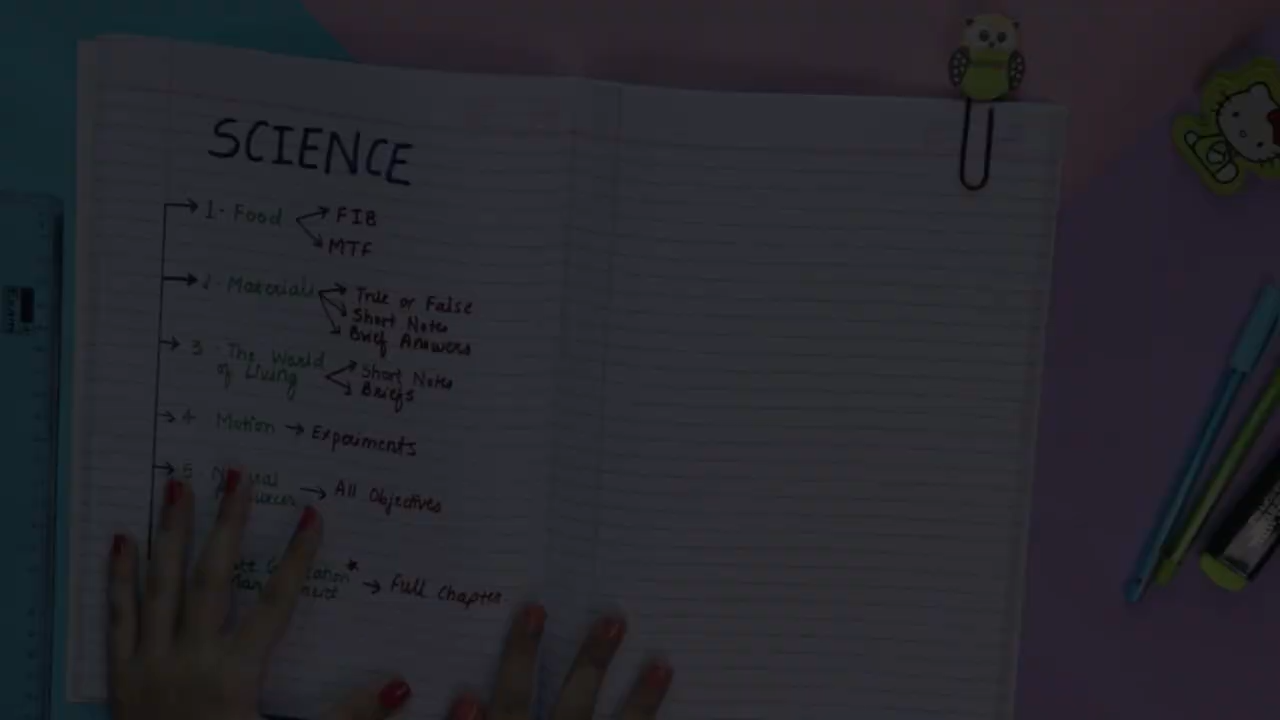 SCIENCE
1. Food → FIB
MTF
2. Materials → True or False
Short Notes
Brief Answers
3. The World of Living → Short Notes
Briefs
4 Motion → Experiments
5 → All Objectives
→ Full Chapter